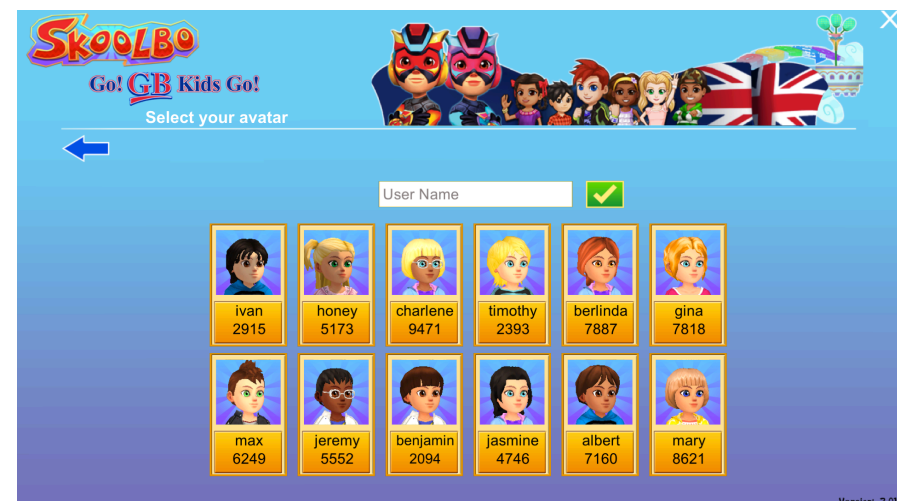 SKOOLBO
Go! GB Kids Go!
Select your avatar
User Name
ivan
2915
honey
5173
charlene
9471
timothy
2393
berlinda
7887
gina
7818
max
6249
jeremy
5552
benjamin
2094
jasmine
4746
albert
7160
mary
8621